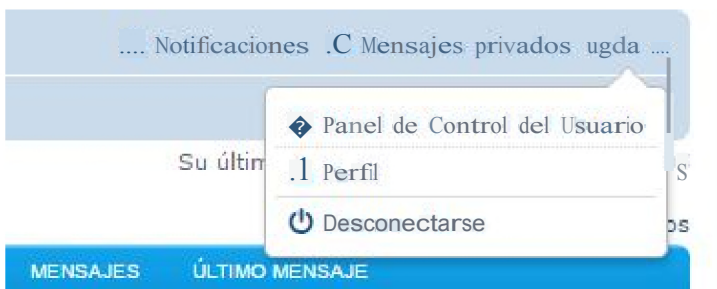 .... Notificaciones .C Mensajes privados ugda ....
� Panel de Control del Usuario
Su últim
.1 Perfil
S
Desconectarse
os
MENSAJES ÚLTIMO MENSAJE